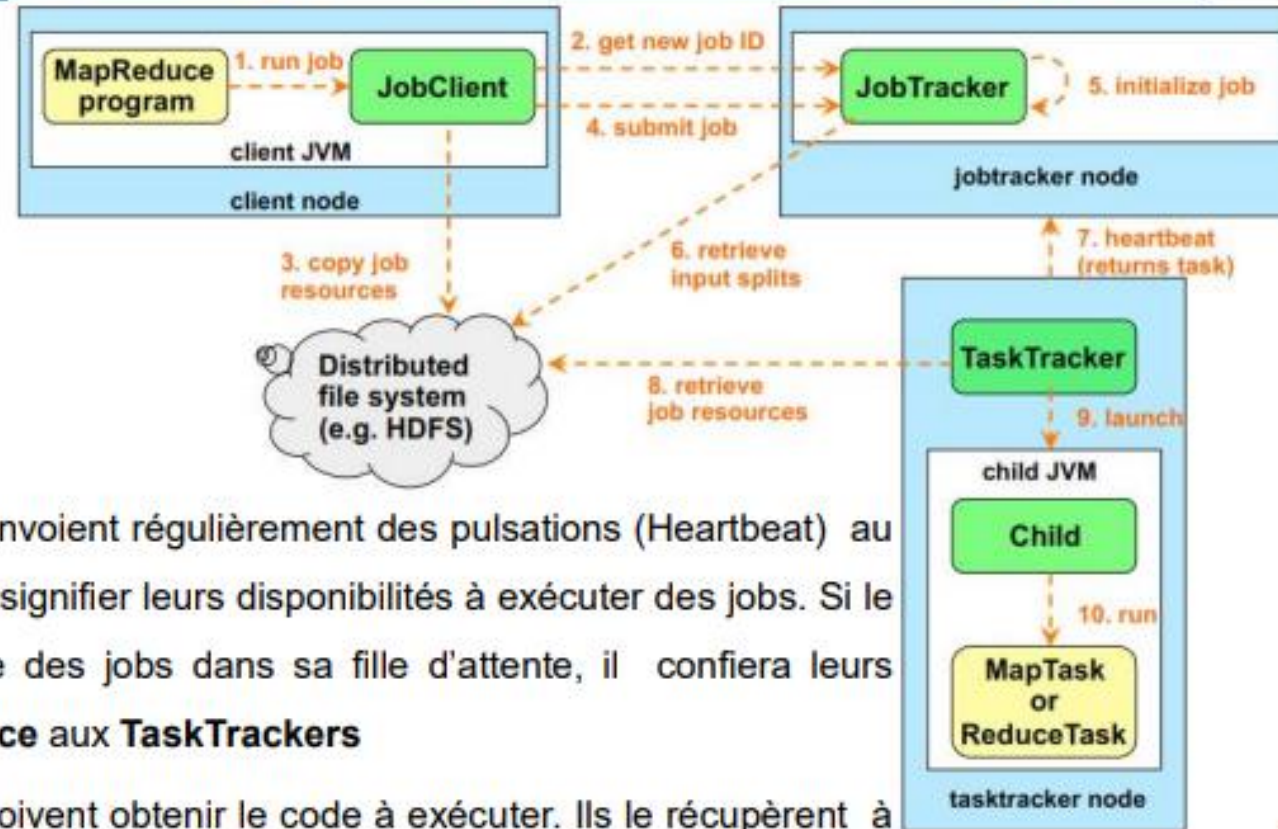 MapReduce
program
1. run job
JobClient
client JVM
client node
2. get new job ID
4. submit job
JobTracker
5. initialize job
jobtracker node
3. copy job
resources
6. retrieve
input splits
7. heartbeat
(returns task)
Distributed
file system
(e.g. HDFS)
8. retrieve
job resources
TaskTracker
9. launch
child JVM
Child
10. run
MapTask
or
ReduceTask
tasktracker node
nvoient régulièrement des pulsations (Heartbeat) au
signifier leurs disponibilités à exécuter des jobs. Si le
e des jobs dans sa fille d'attente, il confiera leurs
ce aux TaskTrackers
oivent obtenir le code à exécuter. Ils le récupèrent à